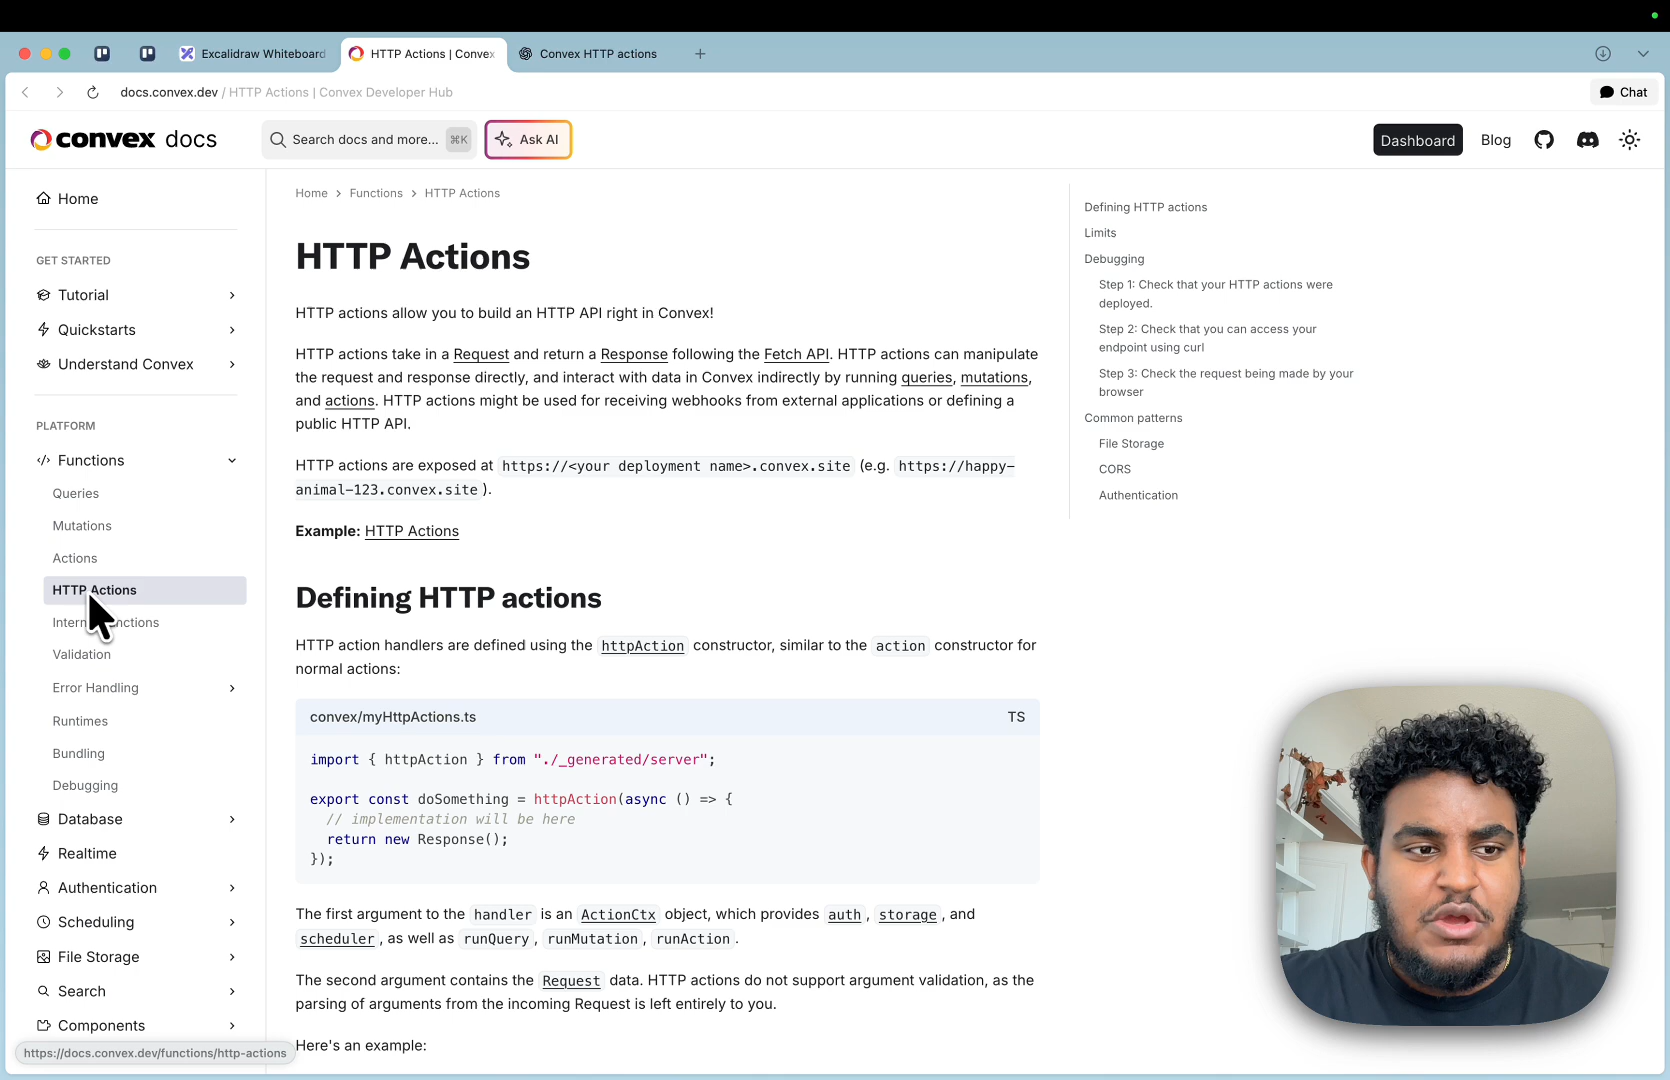 Excalidraw Whiteboard
HTTP Actions | Convex
Convex HTTP actions
docs.convex.dev / HTTP Actions | Convex Developer Hub
Chat
convex docs
Search docs and more... ⌘K
Ask AI
Dashboard
Blog
Home
GET STARTED
Tutorial
Quickstarts
Understand Convex
PLATFORM
Functions
Queries
Mutations
Actions
HTTP Actions
Validation
Error Handling
Runtimes
Bundling
Debugging
Database
Realtime
Authentication
Scheduling
File Storage
Search
Components
https://docs.convex.dev/functions/http-actions
Home > Functions > HTTP Actions
HTTP Actions
HTTP actions allow you to build an HTTP API right in Convex!
HTTP actions take in a Request and return a Response following the Fetch API. HTTP actions can manipulate
the request and response directly, and interact with data in Convex indirectly by running queries, mutations,
and actions. HTTP actions might be used for receiving webhooks from external applications or defining a
public HTTP API.
HTTP actions are exposed at https://<your deployment name>.convex.site (e.g. https://happy-
animal-123.convex.site ).
Example: HTTP Actions
Defining HTTP actions
HTTP action handlers are defined using the httpAction constructor, similar to the action constructor for
normal actions:
convex/myHttpActions.ts TS
import { httpAction } from "./_generated/server";
export const doSomething = httpAction(async () => {
// implementation will be here
return new Response();
});
The first argument to the handler is an ActionCtx object, which provides auth, storage, and
scheduler, as well as runQuery, runMutation, runAction.
The second argument contains the Request data. HTTP actions do not support argument validation, as the
parsing of arguments from the incoming Request is left entirely to you.
Here's an example:
Defining HTTP actions
Limits
Debugging
Step 1: Check that your HTTP actions were
deployed.
Step 2: Check that you can access your
endpoint using curl
Step 3: Check the request being made by your
browser
Common patterns
File Storage
CORS
Authentication